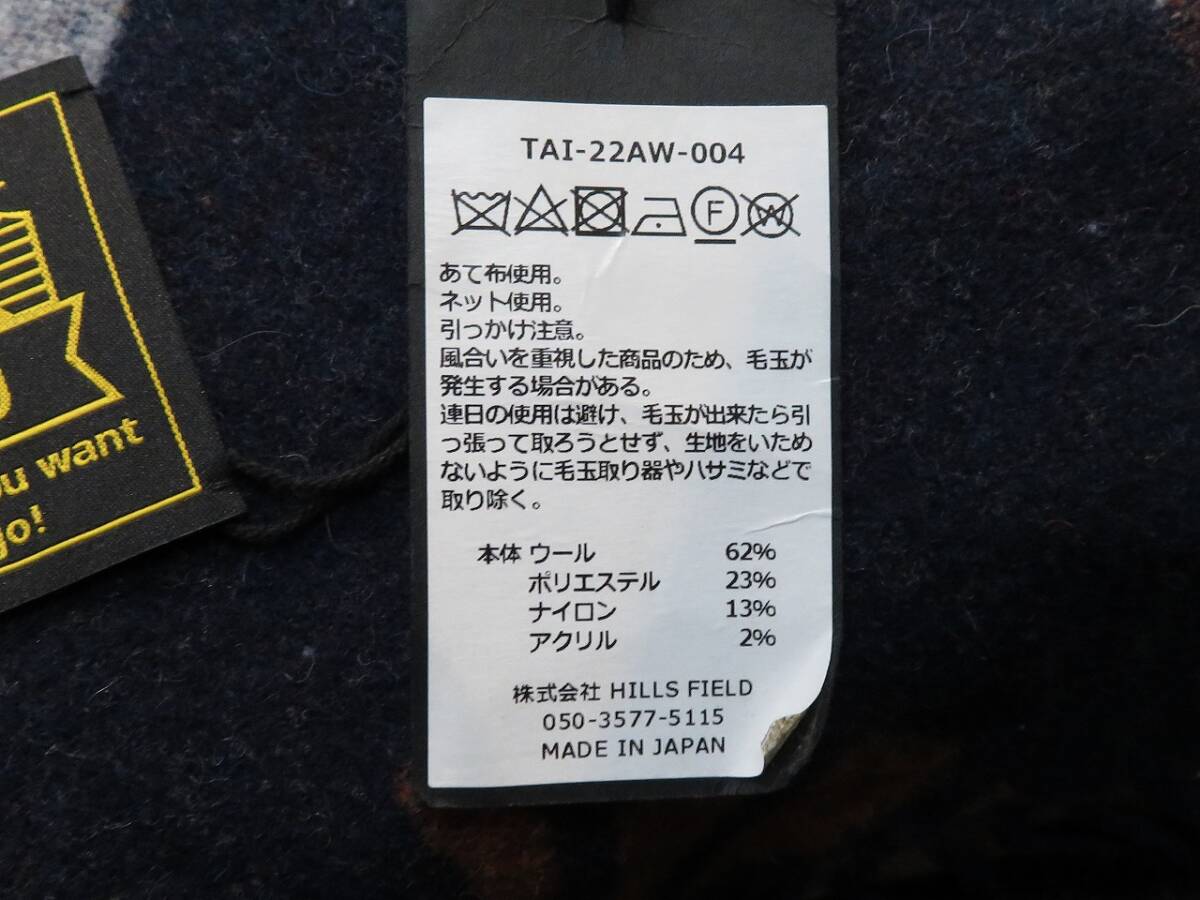 TAI-22AW-004
F W
あて布使用。
ネット使用。
引っかけ注意。
風合いを重視した商品のため、毛玉が
発生する場合がある。
連日の使用は避け、毛玉が出来たら引
っ張って取ろうとせず、生地をいため
ないように毛玉取り器やハサミなどで
取り除く。
本体 ウール 62%
ポリエステル 23%
ナイロン 13%
アクリル 2%
株式会社 HILLS FIELD
050-3577-5115
MADE IN JAPAN
want
go!